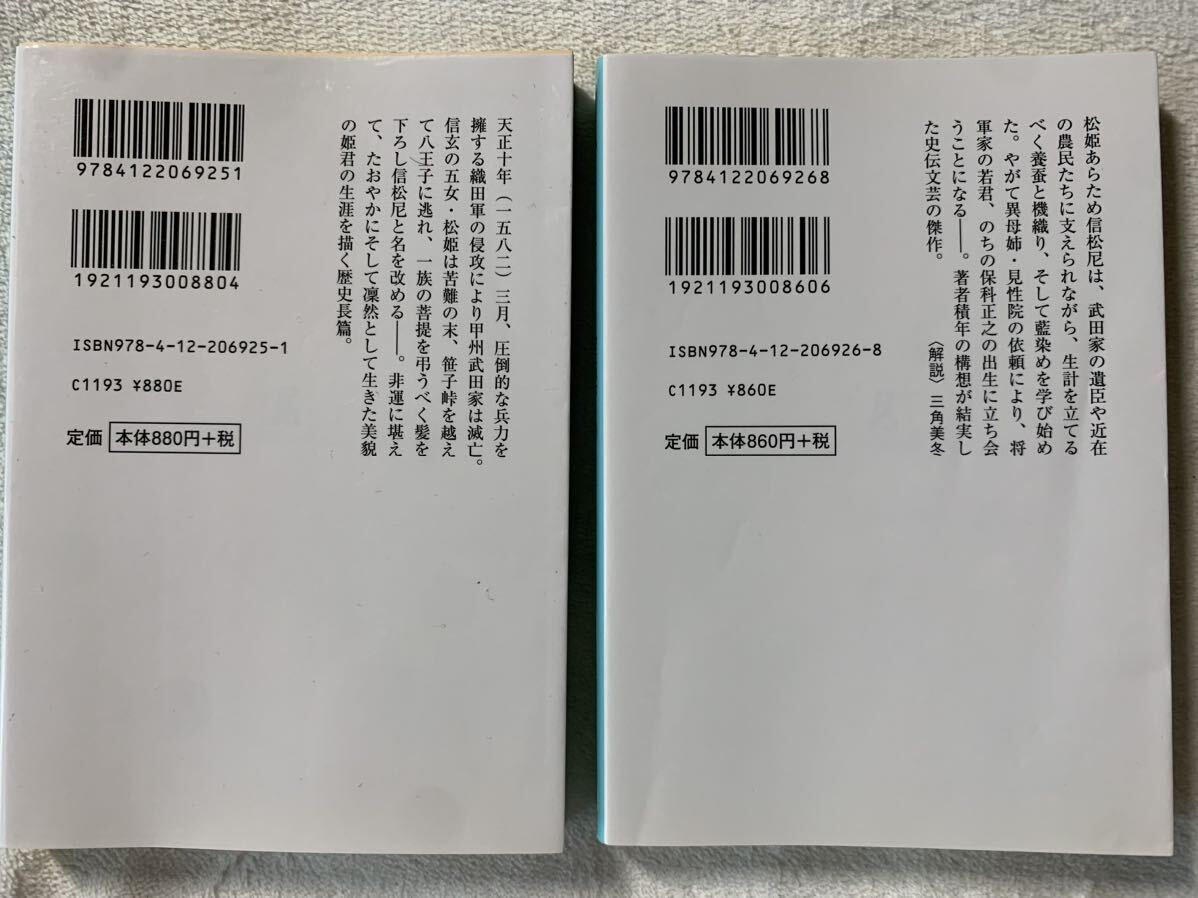 9784122069251
1921193008804
ISBN978-4-12-206925-1
C1193 ¥880E
定価 本体880円+税
天正十年（一五八二）三月、圧倒的な兵力を
擁する織田軍の侵攻により甲州武田家は滅亡。
信玄の五女・松姫は苦難の末、笹子峠を越え
て八王子に逃れ、一族の菩提を弔うべく髪を
下ろし信松尼と名を改める――。非運に堪え
て、たおやかにそして凜然として生きた美貌
の姫君の生涯を描く歴史長篇。
9784122069268
1921193008606
ISBN978-4-12-206926-8
C1193 ¥860E
定価 本体860円+税
松姫あらため信松尼は、武田家の遺臣や近在
の農民たちに支えられながら、生計を立てる
べく養蚕と機織り、そして藍染めを学び始め
た。やがて異母姉・見性院の依頼により、将
軍家の若君、のちの保科正之の出生に立ち会
うことになる――。著者積年の構想が結実し
た史伝文芸の傑作。 〈解説〉三角美冬